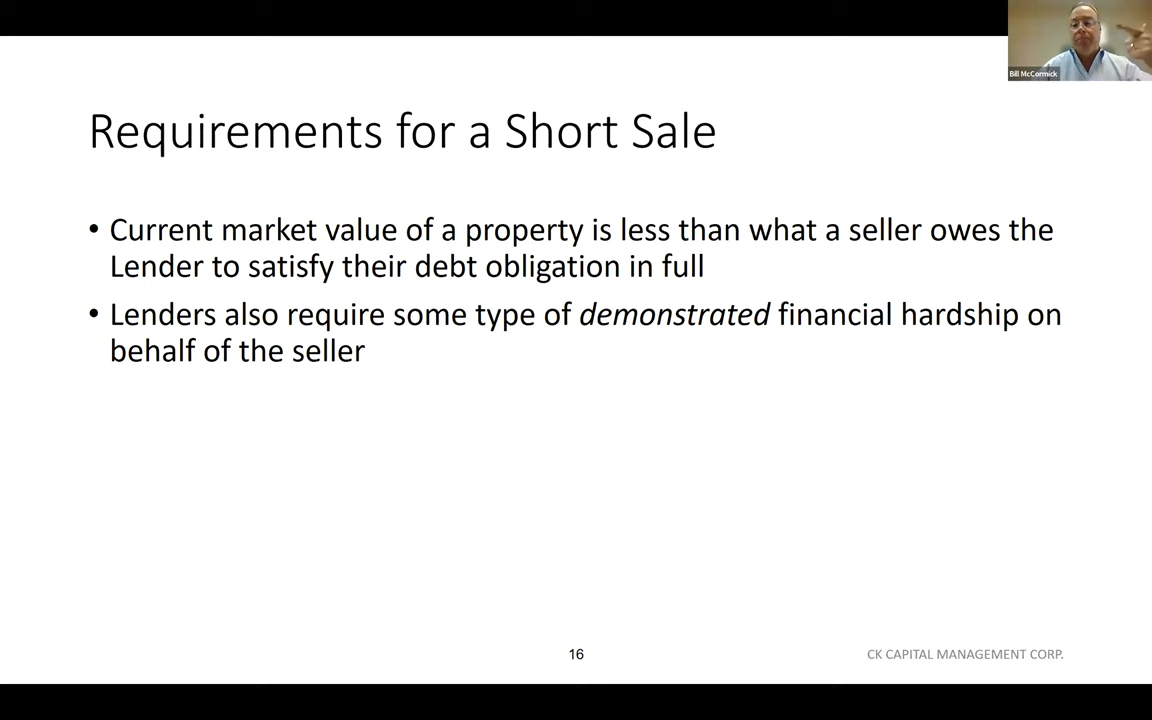 Bill McCormick
Requirements for a Short Sale
• Current market value of a property is less than what a seller owes the
Lender to satisfy their debt obligation in full
• Lenders also require some type of demonstrated financial hardship on
behalf of the seller
16
CK CAPITAL MANAGEMENT CORP.